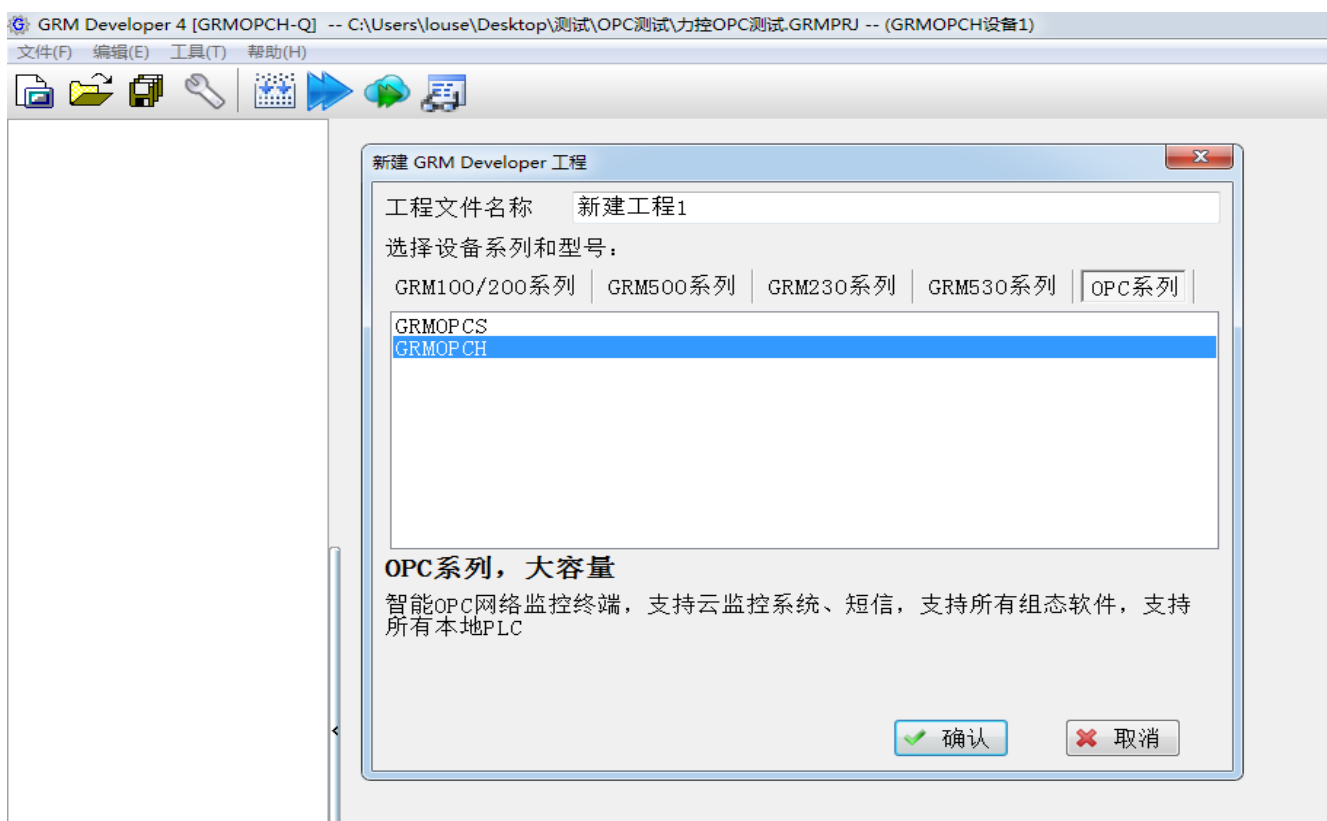 GRM Developer 4 [GRMOPCH-Q] -- C:\Users\louse\Desktop\测试\OPC测试\力控OPC测试.GRMPRJ -- (GRMOPCH设备1)
文件(F) 编辑(E) 工具(T) 帮助(H)
新建 GRM Developer 工程
工程文件名称 新建工程1
选择设备系列和型号：
GRM100/200系列 GRM500系列 GRM230系列 GRM530系列 OPC系列
GRMOPCS
GRMOPCH
OPC系列，大容量
智能OPC网络监控终端，支持云监控系统、短信，支持所有组态软件，支持
所有本地PLC
确认 取消